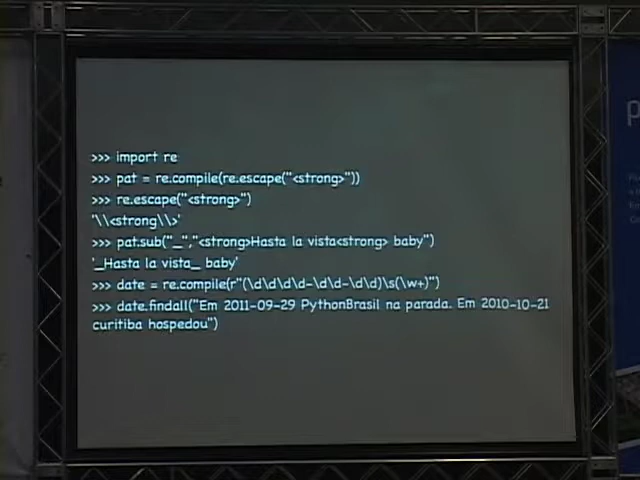 >>> import re
>>> pat = re.compile(re.escape("<strong>"))
>>> re.escape("<strong>")
'\\<strong\\>'
>>> pat.sub("_","<strong>Hasta la vista<strong> baby")
'_Hasta la vista_ baby'
>>> date = re.compile(r"(\d\d\d\d-\d\d-\d\d)\s(\w+)")
>>> date.findall("Em 2011-09-29 PythonBrasil na parada. Em 2010-10-21
curitiba hospedou")
p